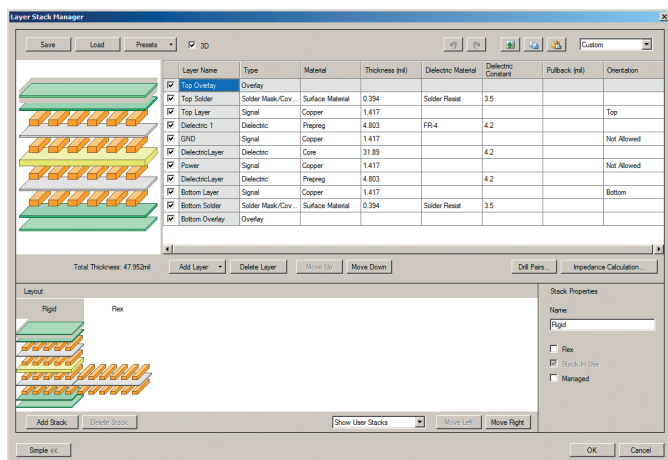 Layer Stack Manager
Save Load Presets 3D Custom
Layer Name Type Material Thickness (mil) Dielectric Material Dielectric Constant Pullback (mil) Orientation
Top Overlay Overlay
Top Solder Solder Mask/Cov... Surface Material 0.394 Solder Resist 3.5
Top Layer Signal Copper 1.417 Top
Dielectric 1 Dielectric Prepreg 4.803 FR-4 4.2
GND Signal Copper 1.417 Not Allowed
DielectricLayer Dielectric Core 31.89 4.2
Power Signal Copper 1.417 Not Allowed
DielectricLayer Dielectric Prepreg 4.803 4.2
Bottom Layer Signal Copper 1.417 Bottom
Bottom Solder Solder Mask/Cov... Surface Material 0.394 Solder Resist 3.5
Bottom Overlay Overlay
Total Thickness: 47.952mil Add Layer Delete Layer Move Up Move Down Drill Pairs... Impedance Calculation...
Layout Stack Properties
Rigid Flex
Name:
Rigid
Flex
Stack In Use
Managed
Add Stack Delete Stack Show User Stacks Move Left Move Right
Simple << OK Cancel